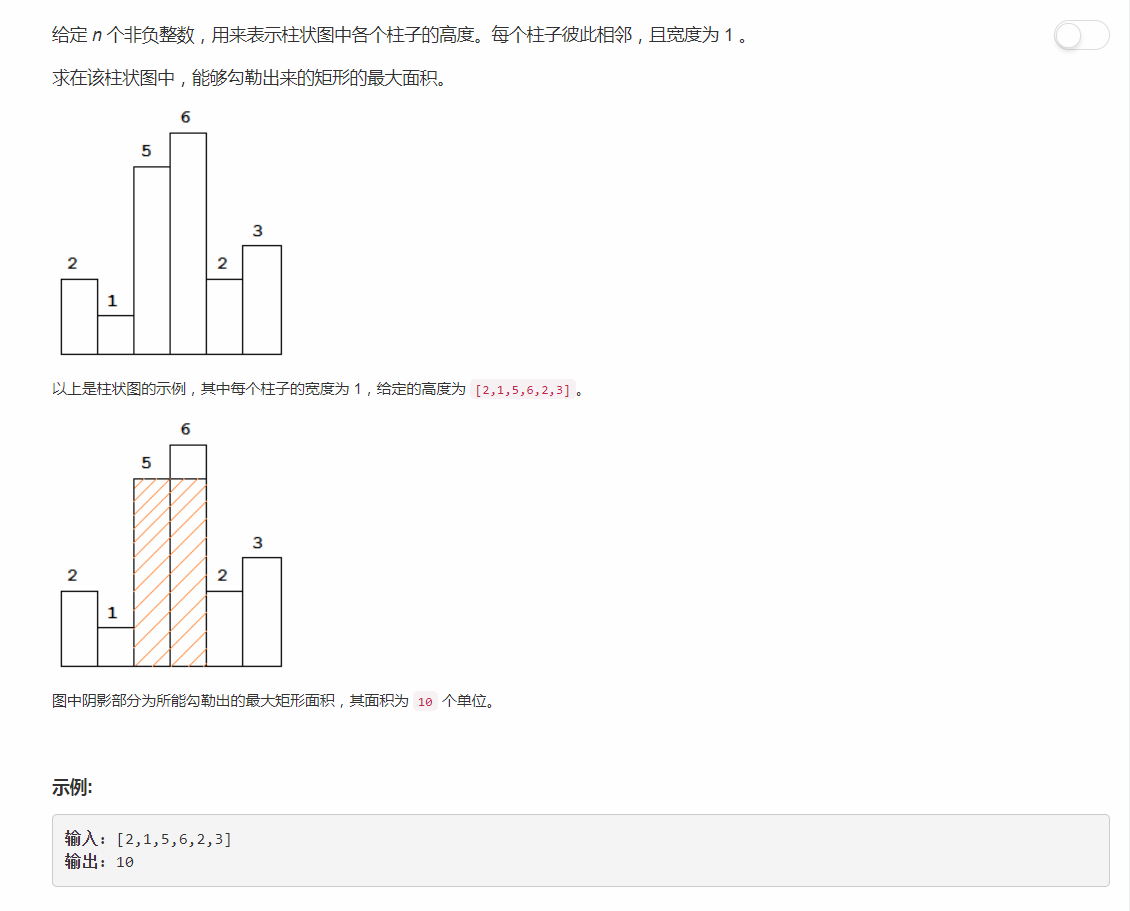 给定 n 个非负整数，用来表示柱状图中各个柱子的高度。每个柱子彼此相邻，且宽度为 1 。
求在该柱状图中，能够勾勒出来的矩形的最大面积。
6
5
3
2
2
1
以上是柱状图的示例，其中每个柱子的宽度为 1，给定的高度为 [2,1,5,6,2,3]。
6
5
3
2
2
1
图中阴影部分为所能勾勒出的最大矩形面积，其面积为 10 个单位。
示例:
输入: [2,1,5,6,2,3]
输出: 10